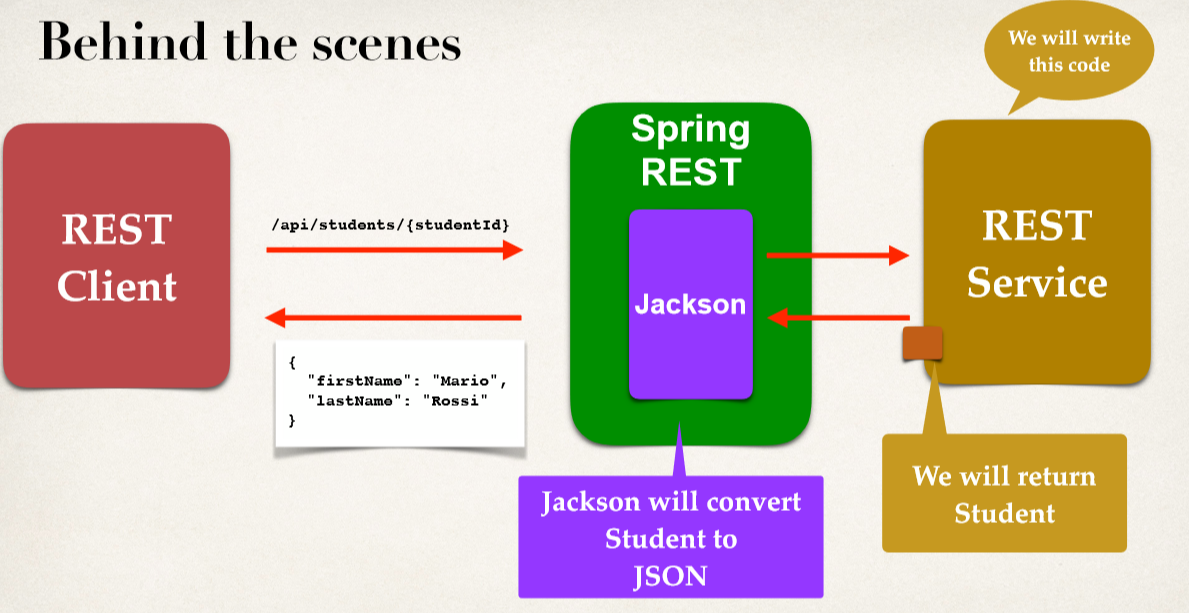 Behind the scenes
We will write
this code
REST
Client
/api/students/{studentId}
{
"firstName": "Mario",
"lastName": "Rossi"
}
Spring
REST
Jackson
REST
Service
Jackson will convert
Student to
JSON
We will return
Student